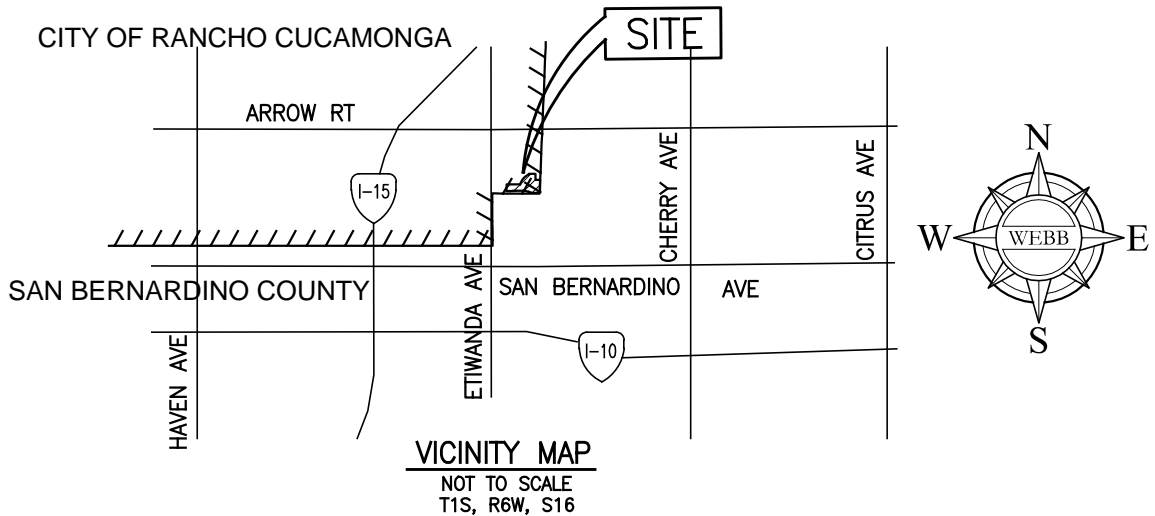 CITY OF RANCHO CUCAMONGA
SITE
ARROW RT
I-15
CHERRY AVE
CITRUS AVE
N
W
WEBB
E
S
SAN BERNARDINO COUNTY
ETIWANDA AVE
SAN BERNARDINO AVE
HAVEN AVE
I-10
VICINITY MAP
NOT TO SCALE
T1S, R6W, S16